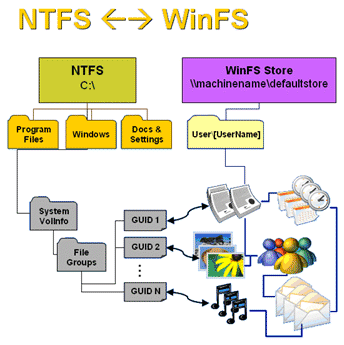 NTFS ←→ WinFS
NTFS
C:\
WinFS Store
\\machinename\defaultstore
Program
Files
Windows
Docs &
Settings
User\[UserName]
System
VolInfo
File
Groups
GUID 1
GUID 2
⋮
GUID N